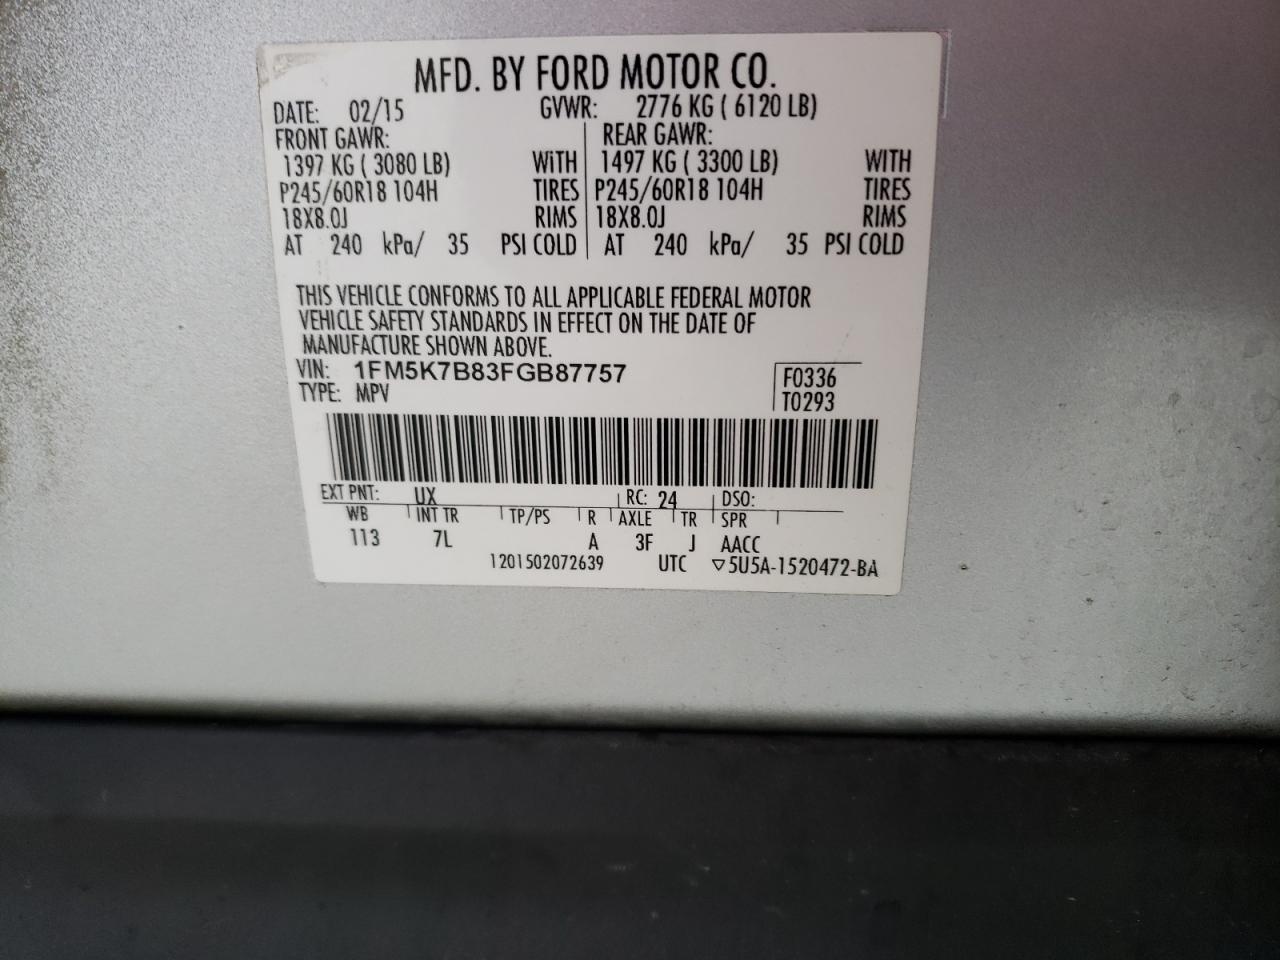 MFD. BY FORD MOTOR CO.
DATE: 02/15 GVWR: 2776 KG ( 6120 LB)
FRONT GAWR: REAR GAWR:
1397 KG ( 3080 LB) WiTH 1497 KG ( 3300 LB) WITH
P245/60R18 104H TIRES P245/60R18 104H TIRES
18X8.0J RIMS 18X8.0J RIMS
AT 240 kPa/ 35 PSI COLD AT 240 kPa/ 35 PSI COLD
THIS VEHICLE CONFORMS TO ALL APPLICABLE FEDERAL MOTOR
VEHICLE SAFETY STANDARDS IN EFFECT ON THE DATE OF
MANUFACTURE SHOWN ABOVE.
VIN: 1FM5K7B83FGB87757 F0336
TYPE: MPV T0293
EXT PNT: UX RC: 24 DSO:
WB INT TR TP/PS R AXLE TR SPR
113 7L A 3F J AACC
1201502072639 UTC ▽5U5A-1520472-BA